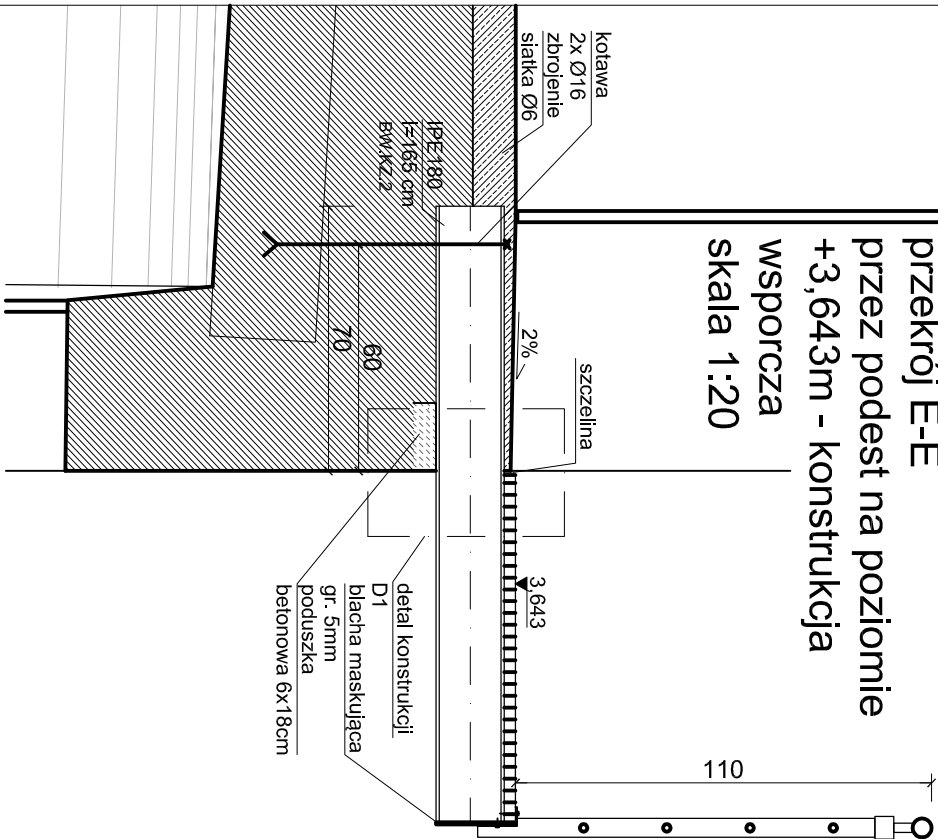 przekrój E-E
przez podest na poziomie
+3,643m - konstrukcja
wsporcza
skala 1:20
kotawa
2x Ø16
zbrojenie
siatka Ø6
IPE180
l=165 cm
BW.KZ.2
2%
szczelina
60
70
3,643
110
detal konstrukcji
D1
blacha maskująca
gr. 5mm
poduszka
betonowa 6x18cm